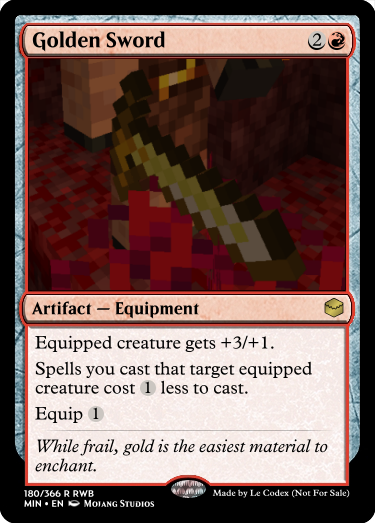 Golden Sword 2
Artifact — Equipment
Equipped creature gets +3/+1.
Spells you cast that target equipped
creature cost 1 less to cast.
Equip 1
While frail, gold is the easiest material to
enchant.
180/366 R RWB
MIN • EN Mojang Studios
Made by Le Codex (Not For Sale)